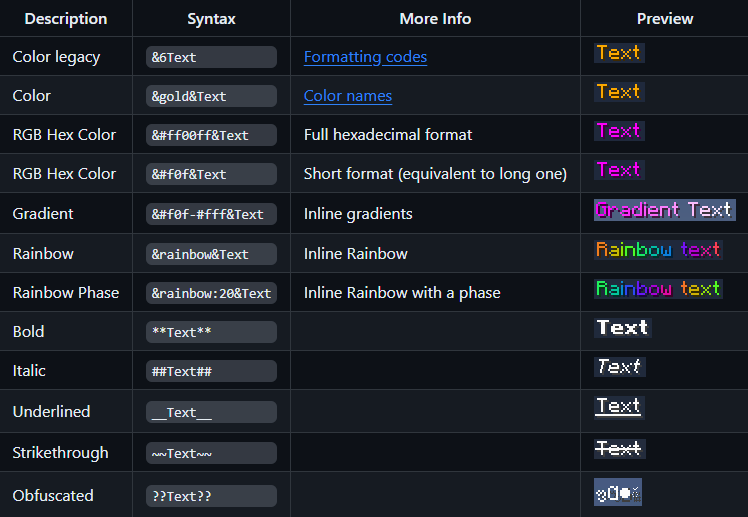 Description Syntax More Info Preview
Color legacy &6Text Formatting codes Text
Color &gold&Text Color names Text
RGB Hex Color &#ff00ff&Text Full hexadecimal format Text
RGB Hex Color &#f0f&Text Short format (equivalent to long one) Text
Gradient &#f0f-#fff&Text Inline gradients Gradient Text
Rainbow &rainbow&Text Inline Rainbow Rainbow text
Rainbow Phase &rainbow:20&Text Inline Rainbow with a phase Rainbow text
Bold **Text** Text
Italic ##Text## Text
Underlined __Text__ Text
Strikethrough ~~Text~~ Text
Obfuscated ??Text??